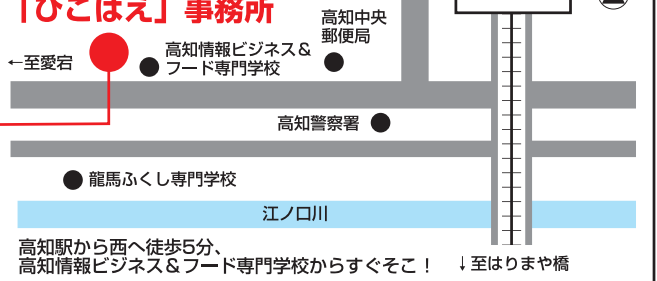 「ひこばえ」事務所
高知中央
郵便局
←至愛宕
高知情報ビジネス＆
フード専門学校
高知警察署
龍馬ふくし専門学校
江ノ口川
高知駅から西へ徒歩5分、
高知情報ビジネス＆フード専門学校からすぐそこ！
↓至はりまや橋